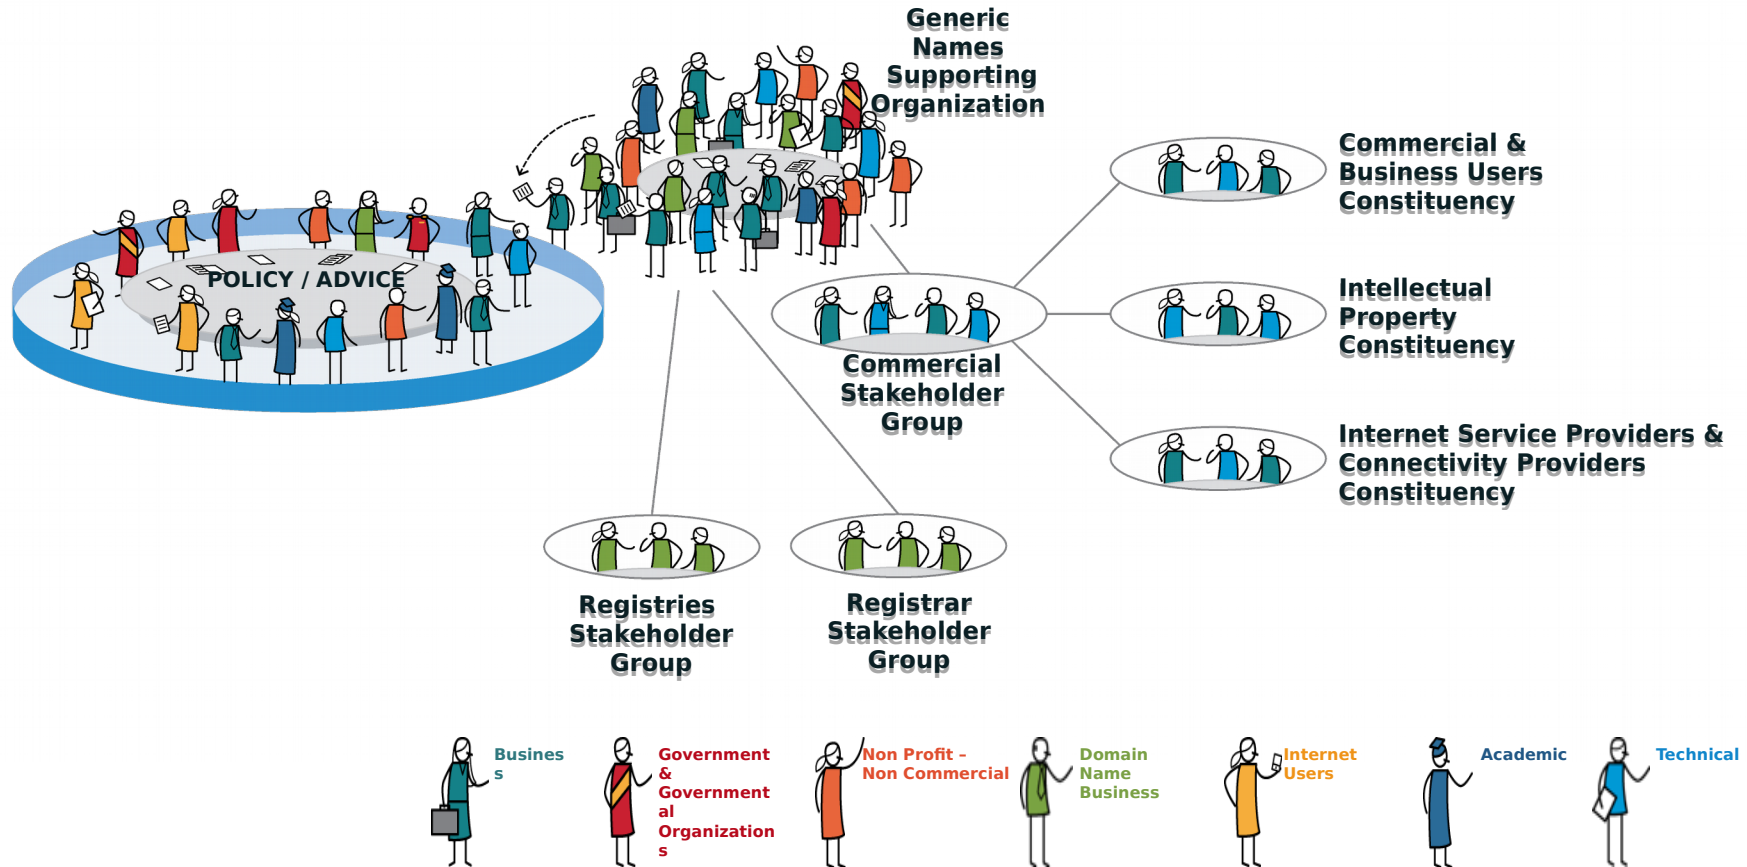 Generic
Names
Supporting
Organization
Commercial &
Business Users
Constituency
POLICY / ADVICE
Intellectual
Property
Constituency
Commercial
Stakeholder
Group
Internet Service Providers &
Connectivity Providers
Constituency
Registries
Stakeholder
Group
Registrar
Stakeholder
Group
Busines
s
Government
&
Government
al
Organization
s
Non Profit –
Non Commercial
Domain
Name
Business
Internet
Users
Academic
Technical